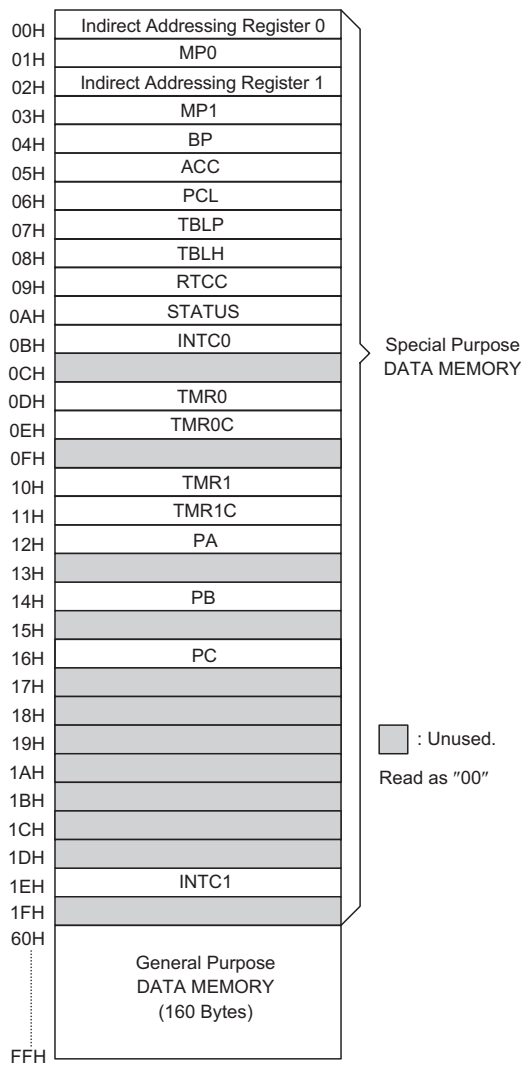 00H Indirect Addressing Register 0
01H MP0
02H Indirect Addressing Register 1
03H MP1
04H BP
05H ACC
06H PCL
07H TBLP
08H TBLH
09H RTCC
0AH STATUS
0BH INTC0
0CH
0DH TMR0
0EH TMR0C
0FH
10H TMR1
11H TMR1C
12H PA
13H
14H PB
15H
16H PC
17H
18H
19H
1AH
1BH
1CH
1DH
1EH INTC1
1FH
60H
General Purpose
DATA MEMORY
(160 Bytes)
FFH
Special Purpose
DATA MEMORY
: Unused.
Read as ″00″